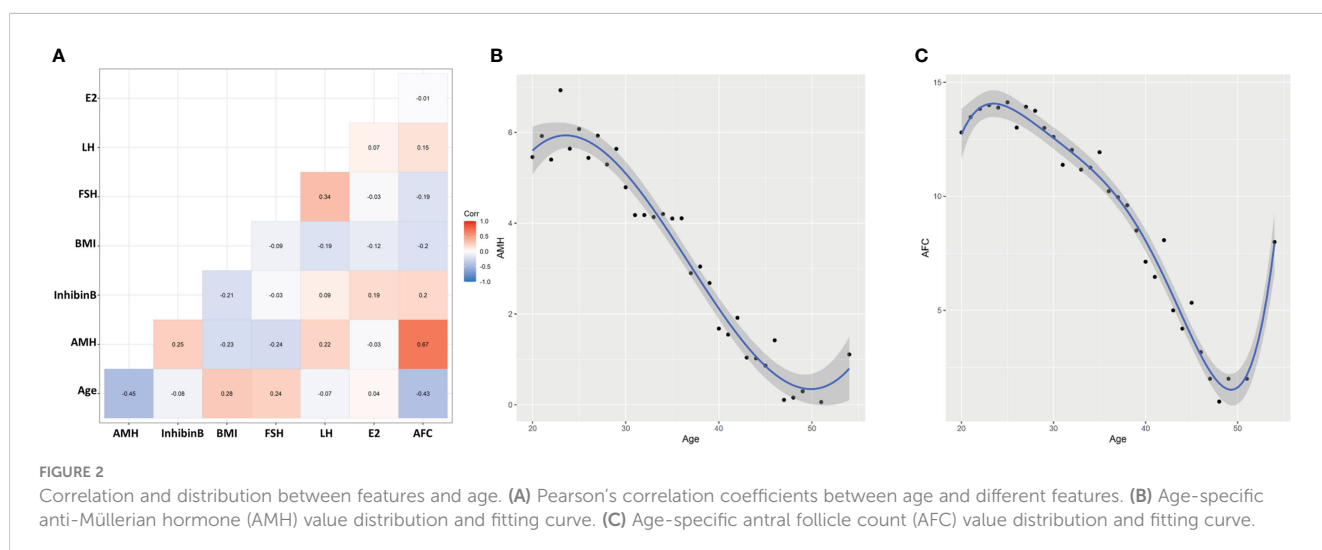 A
E2
-0.01
LH
0.07 0.15
FSH
0.34 -0.03 -0.19
BMI
-0.09 -0.19 -0.12 -0.2
InhibinB
-0.21 -0.03 0.09 0.19 0.2
AMH
0.25 -0.23 -0.24 0.22 -0.03 0.67
Age
-0.45 -0.08 0.28 0.24 -0.07 0.04 -0.43
AMH InhibinB BMI FSH LH E2 AFC
Corr
1.0
0.5
0.0
-0.5
-1.0
B
AMH
6
4
2
0
20 30 40 50
Age
C
AFC
15
10
5
20 30 40 50
Age
FIGURE 2
Correlation and distribution between features and age. (A) Pearson's correlation coefficients between age and different features. (B) Age-specific
anti-Müllerian hormone (AMH) value distribution and fitting curve. (C) Age-specific antral follicle count (AFC) value distribution and fitting curve.